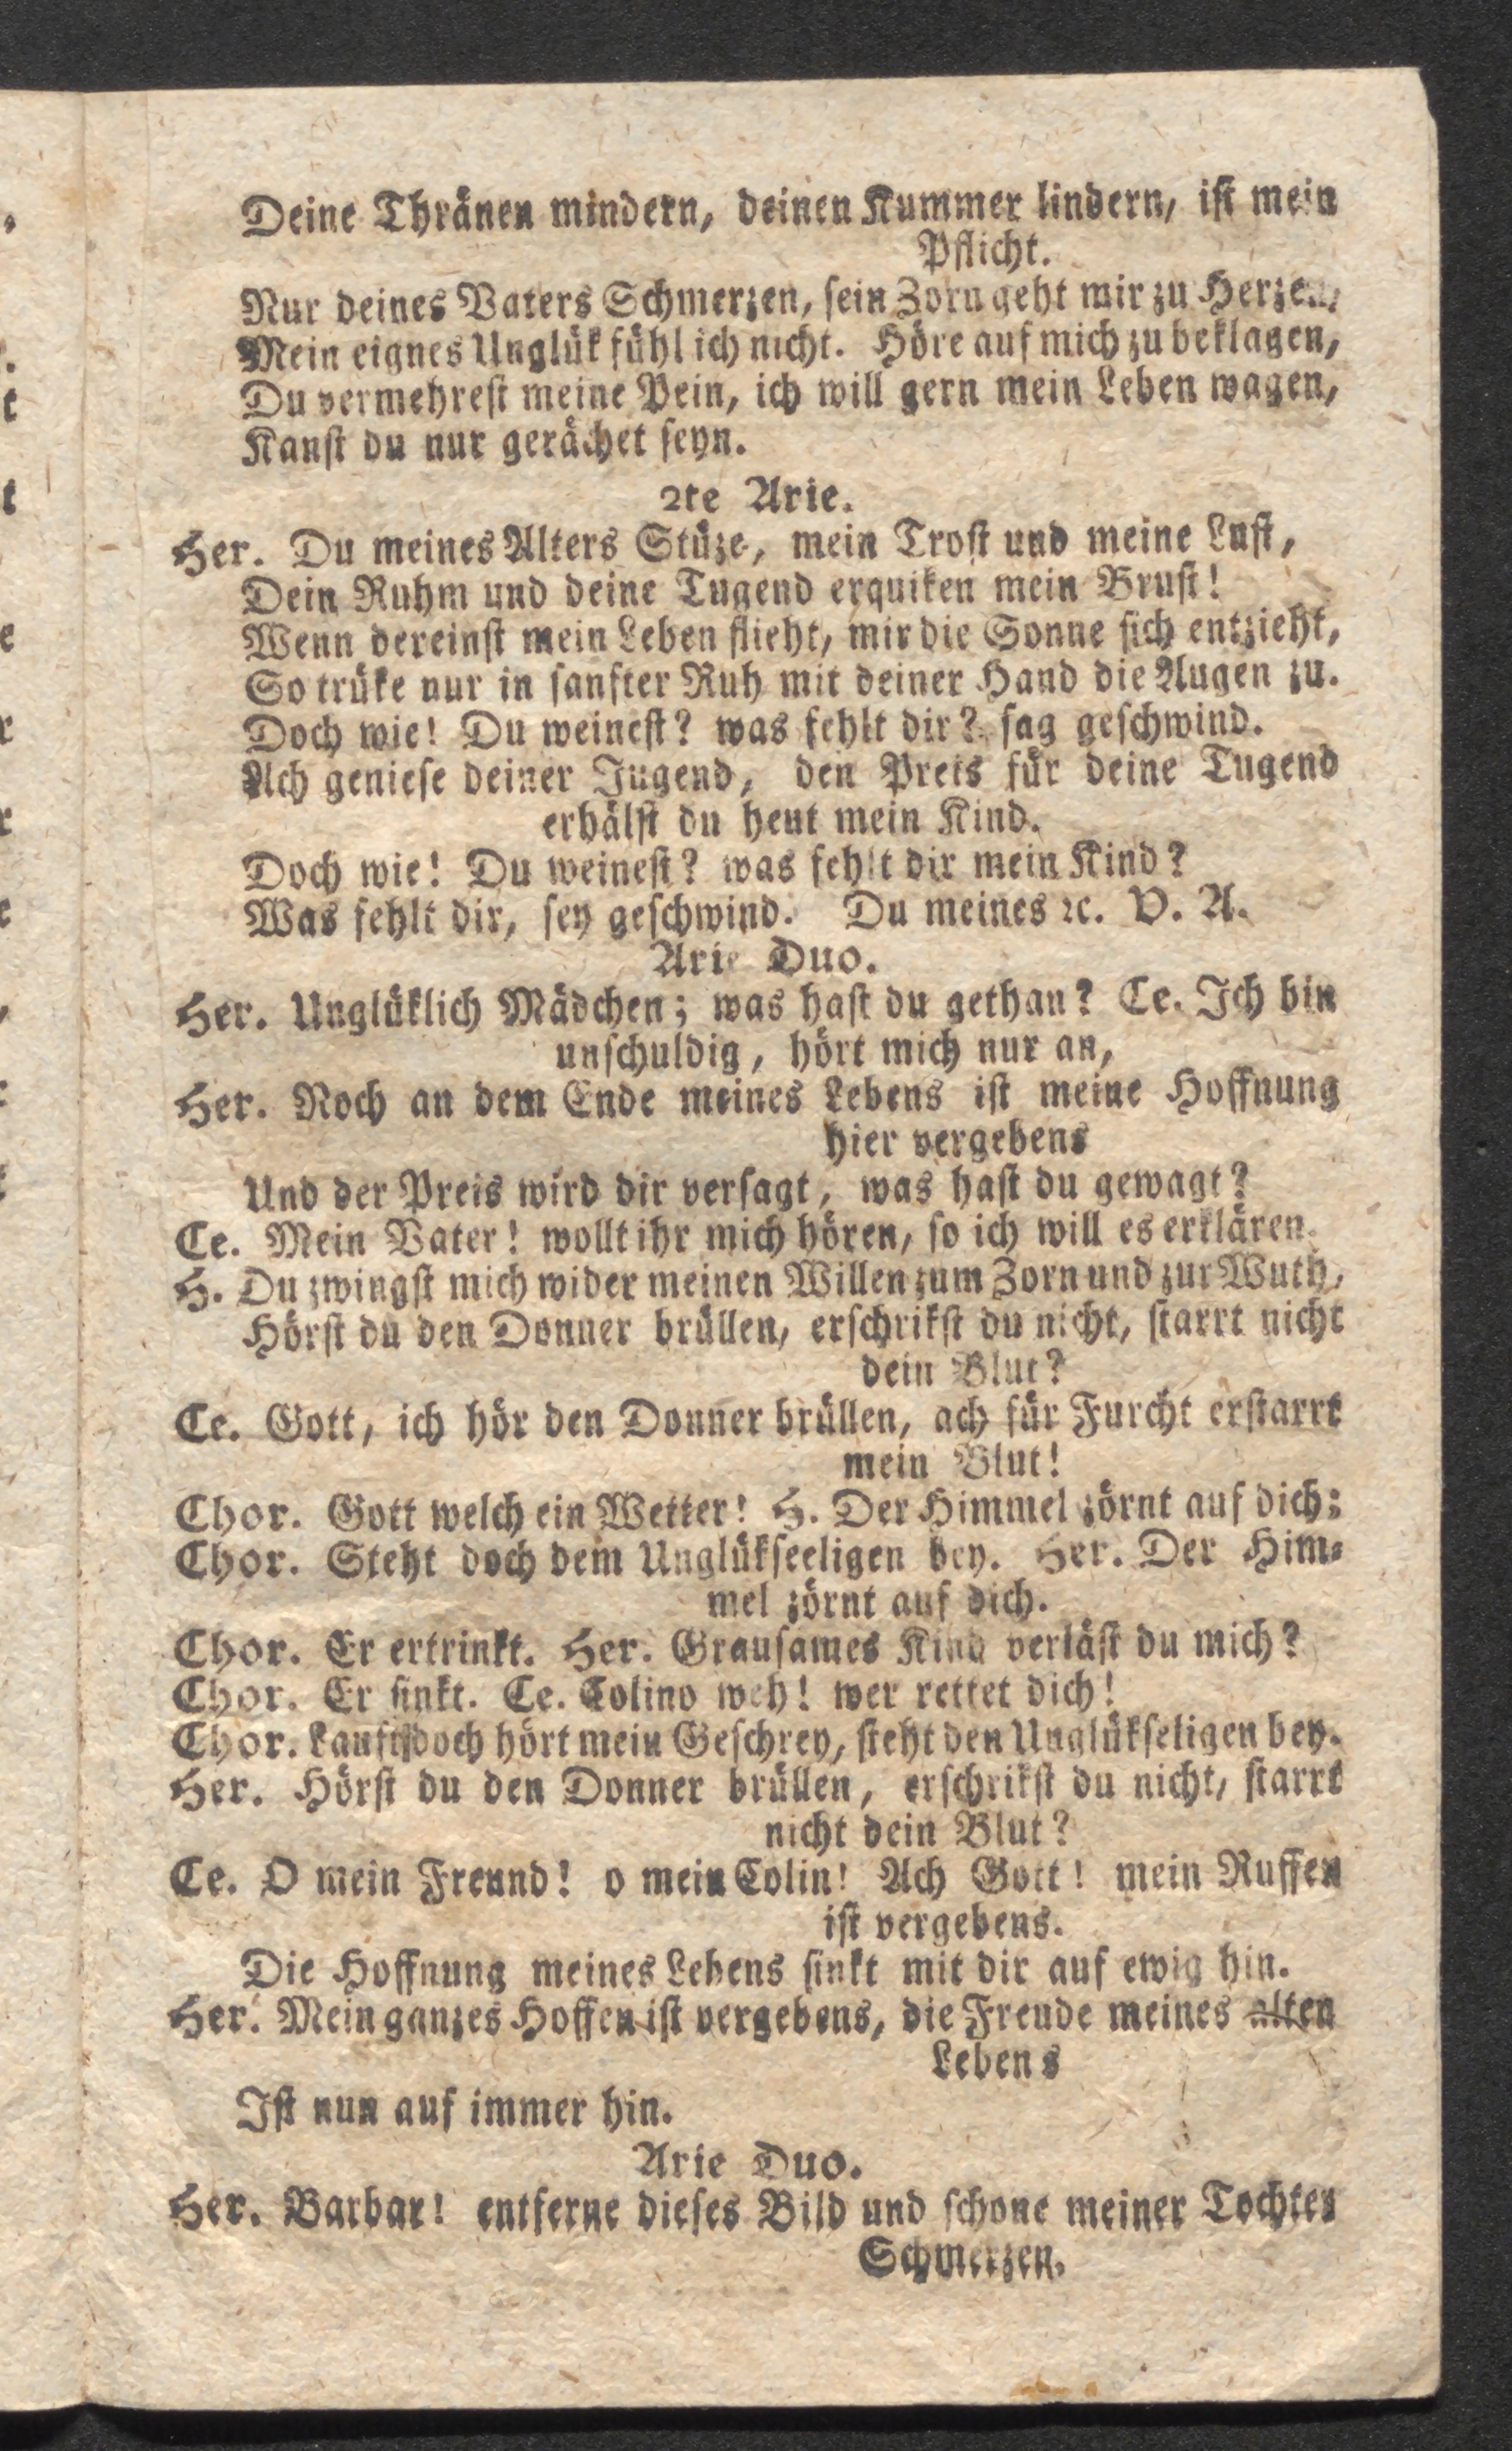 Deine Thränen mindern, deinen Kummer lindern, ist mein
Pflicht.
Nur deines Vaters Schmerzen, sein Zorn geht mir zu Herzen,
Mein eignes Unglük fühl ich nicht. Höre auf mich zu beklagen,
Du vermehrest meine Pein, ich will gern mein Leben wagen,
Kanst du nur gerächet seyn.
2te Arie.
Her. Du meines Alters Stüze, mein Trost und meine Lust,
Dein Ruhm und deine Tugend erquiken mein Brust!
Wenn dereinst mein Leben flieht, mir die Sonne sich entzieht,
So trüke nur in sanfter Ruh mit deiner Hand die Augen zu.
Doch wie! Du weinest? was fehlt dir? sag geschwind.
Ach geniese deiner Jugend, den Preis für deine Tugend
erhälst du heut mein Kind.
Doch wie! Du weinest? was fehlt dir mein Kind?
Was fehlt dir, sey geschwind. Du meines ꝛc. V. A.
Arie Duo.
Her. Unglüklich Mädchen; was hast du gethan? Ce. Ich bin
unschuldig, hört mich nur an,
Her. Noch an dem Ende meines Lebens ist meine Hoffnung
hier vergebens
Und der Preis wird dir versagt, was hast du gewagt?
Ce. Mein Vater! wollt ihr mich hören, so ich will es erklären.
H. Du zwingst mich wider meinen Willen zum Zorn und zur Wuth,
Hörst du den Donner brüllen, erschrikst du nicht, starrt nicht
dein Blut?
Ce. Gott, ich hör den Donner brüllen, ach für Furcht erstarrt
mein Blut!
Chor. Gott welch ein Wetter! H. Der Himmel zörnt auf dich;
Chor. Steht doch dem Unglükseeligen bey. Her. Der Him-
mel zörnt auf dich.
Chor. Er ertrinkt. Her. Grausames Kind verläst du mich?
Chor. Er sinkt. Ce. Colino weh! wer rettet dich!
Chor. Lauft doch hört mein Geschrey, steht den Unglükseligen bey.
Her. Hörst du den Donner brüllen, erschrikst du nicht, starrt
nicht dein Blut?
Ce. O mein Freund! o mein Colin! Ach Gott! mein Ruffen
ist vergebens.
Die Hoffnung meines Lebens sinkt mit dir auf ewig hin.
Her. Mein ganzes Hoffen ist vergebens, die Freude meines alten
Lebens
Ist nun auf immer hin.
Arie Duo.
Her. Barbar! entferne dieses Bild und schone meiner Tochter
Schmerzen.